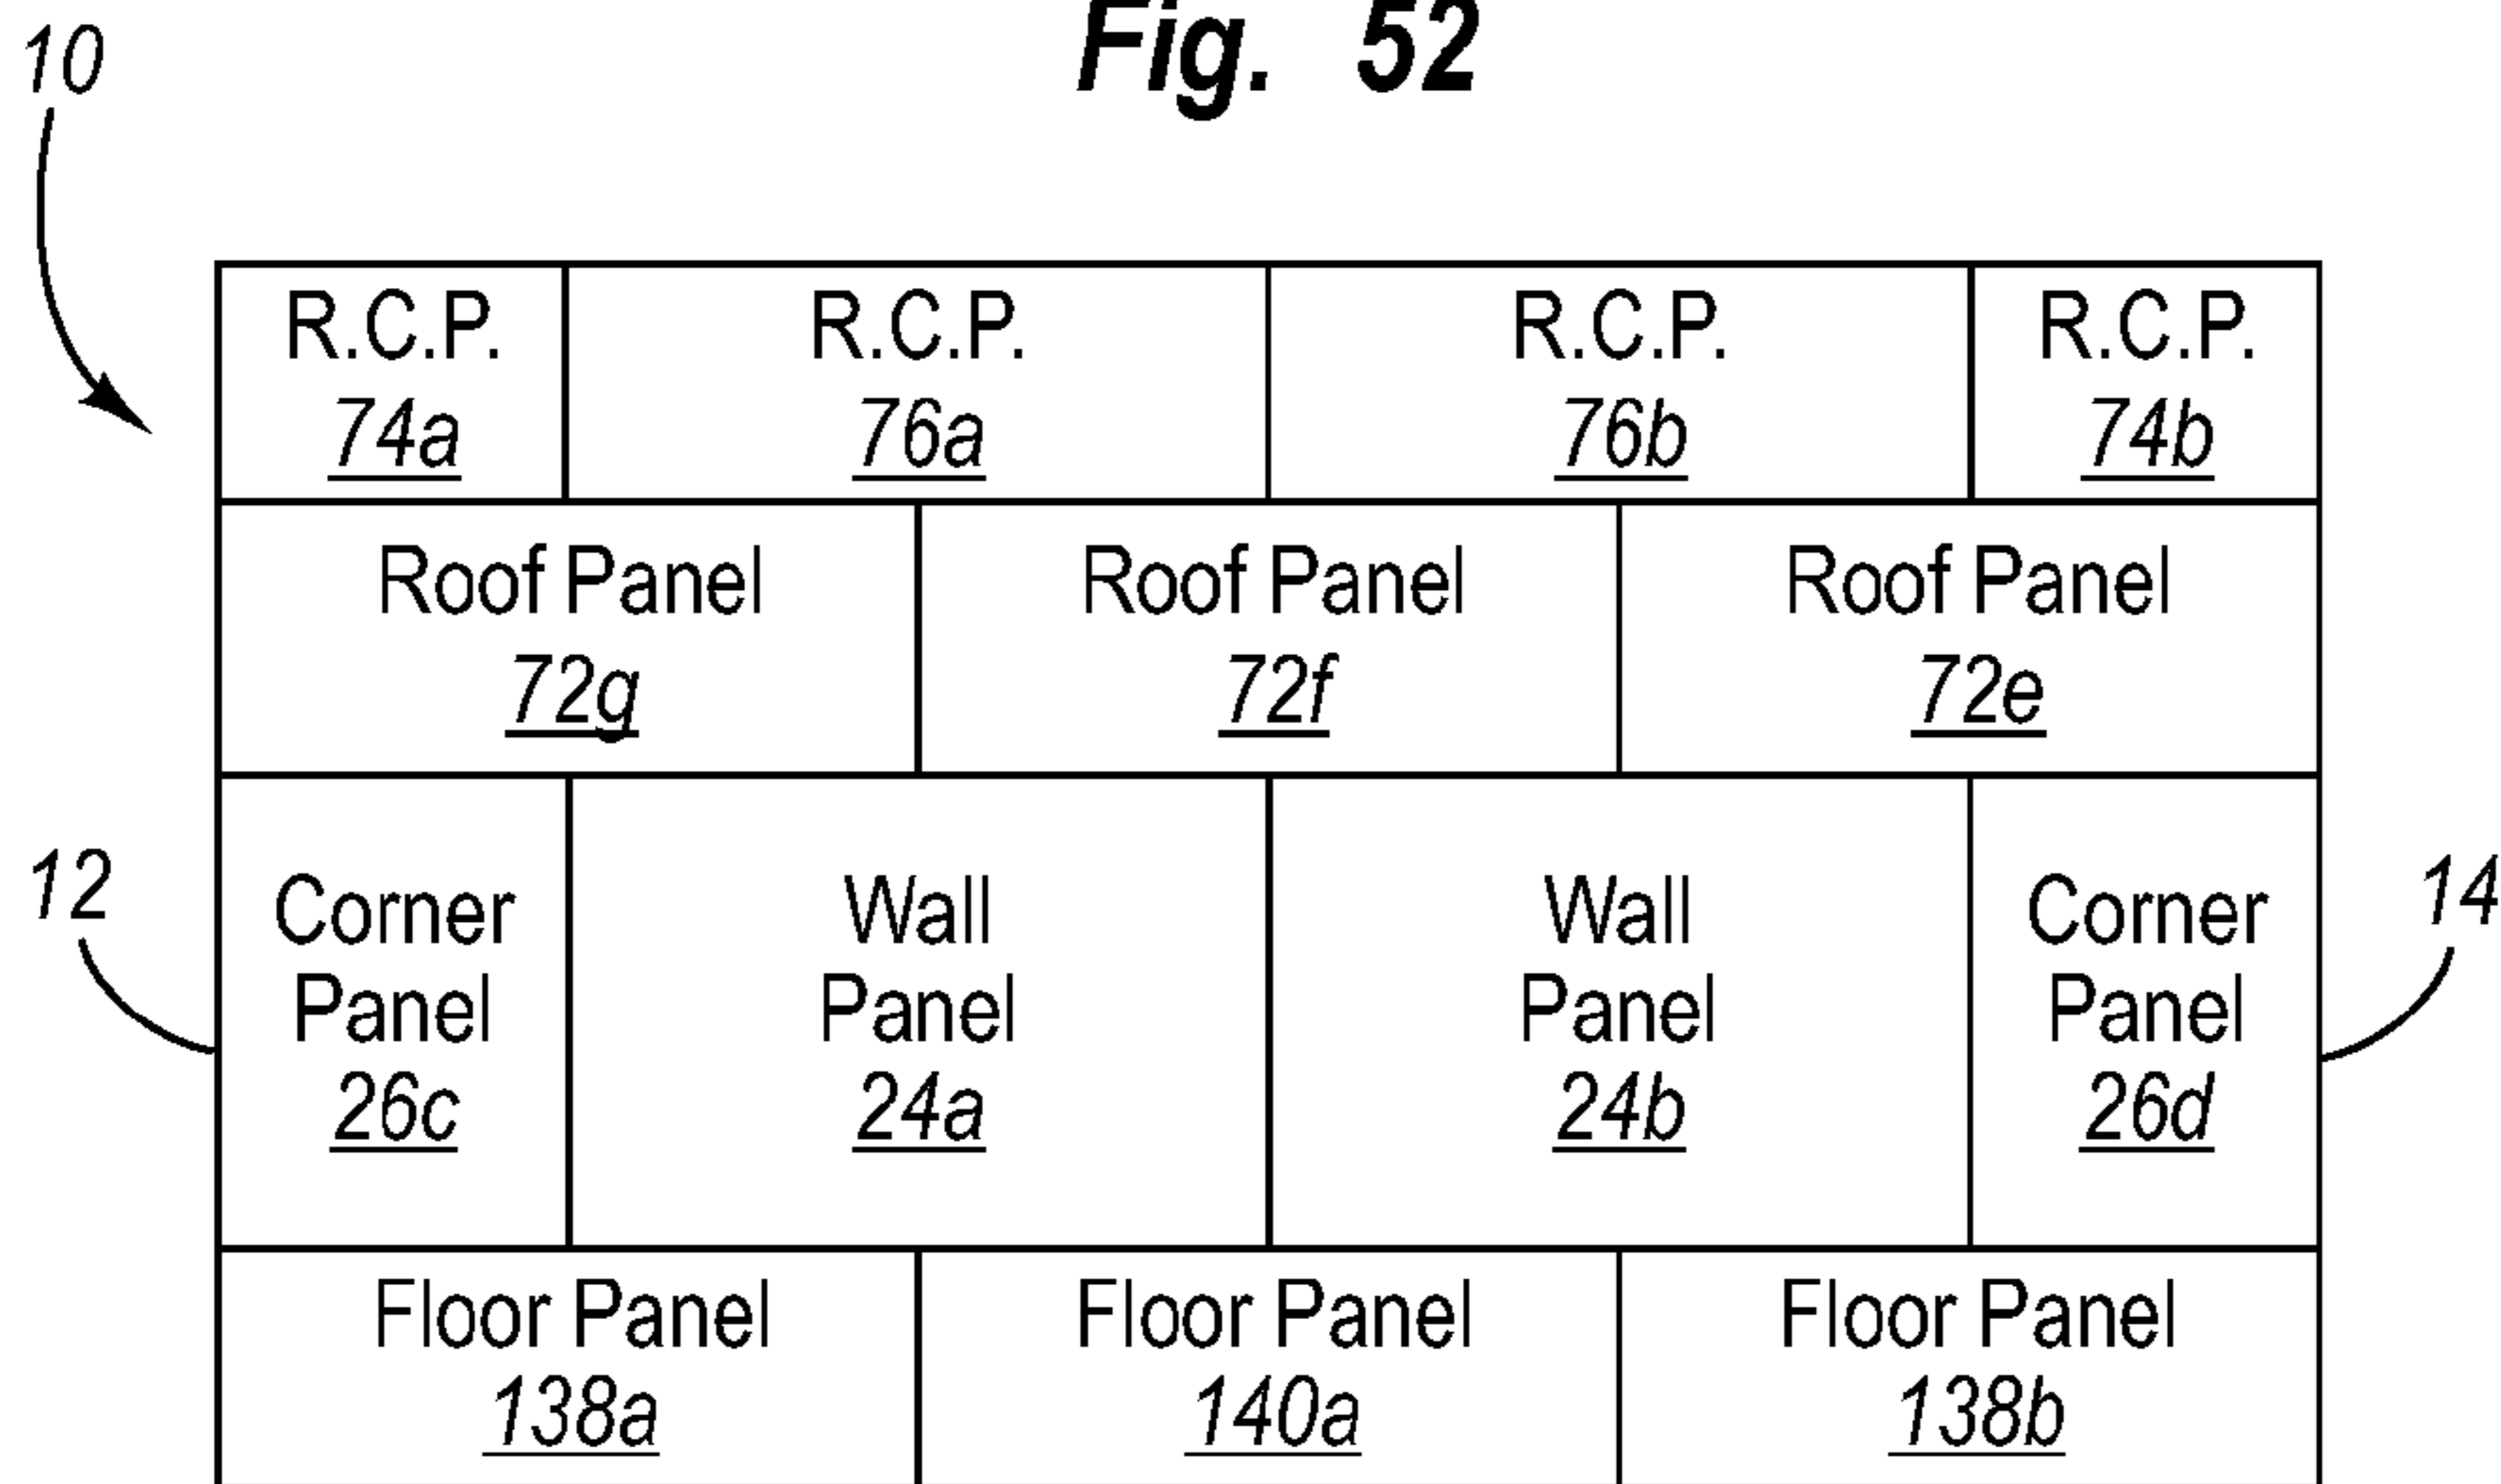 Fig. 52
10
R.C.P. R.C.P. R.C.P. R.C.P.
74a 76a 76b 74b
Roof Panel Roof Panel Roof Panel
72g 72f 72e
12 14
Corner Wall Wall Corner
Panel Panel Panel Panel
26c 24a 24b 26d
Floor Panel Floor Panel Floor Panel
138a 140a 138b